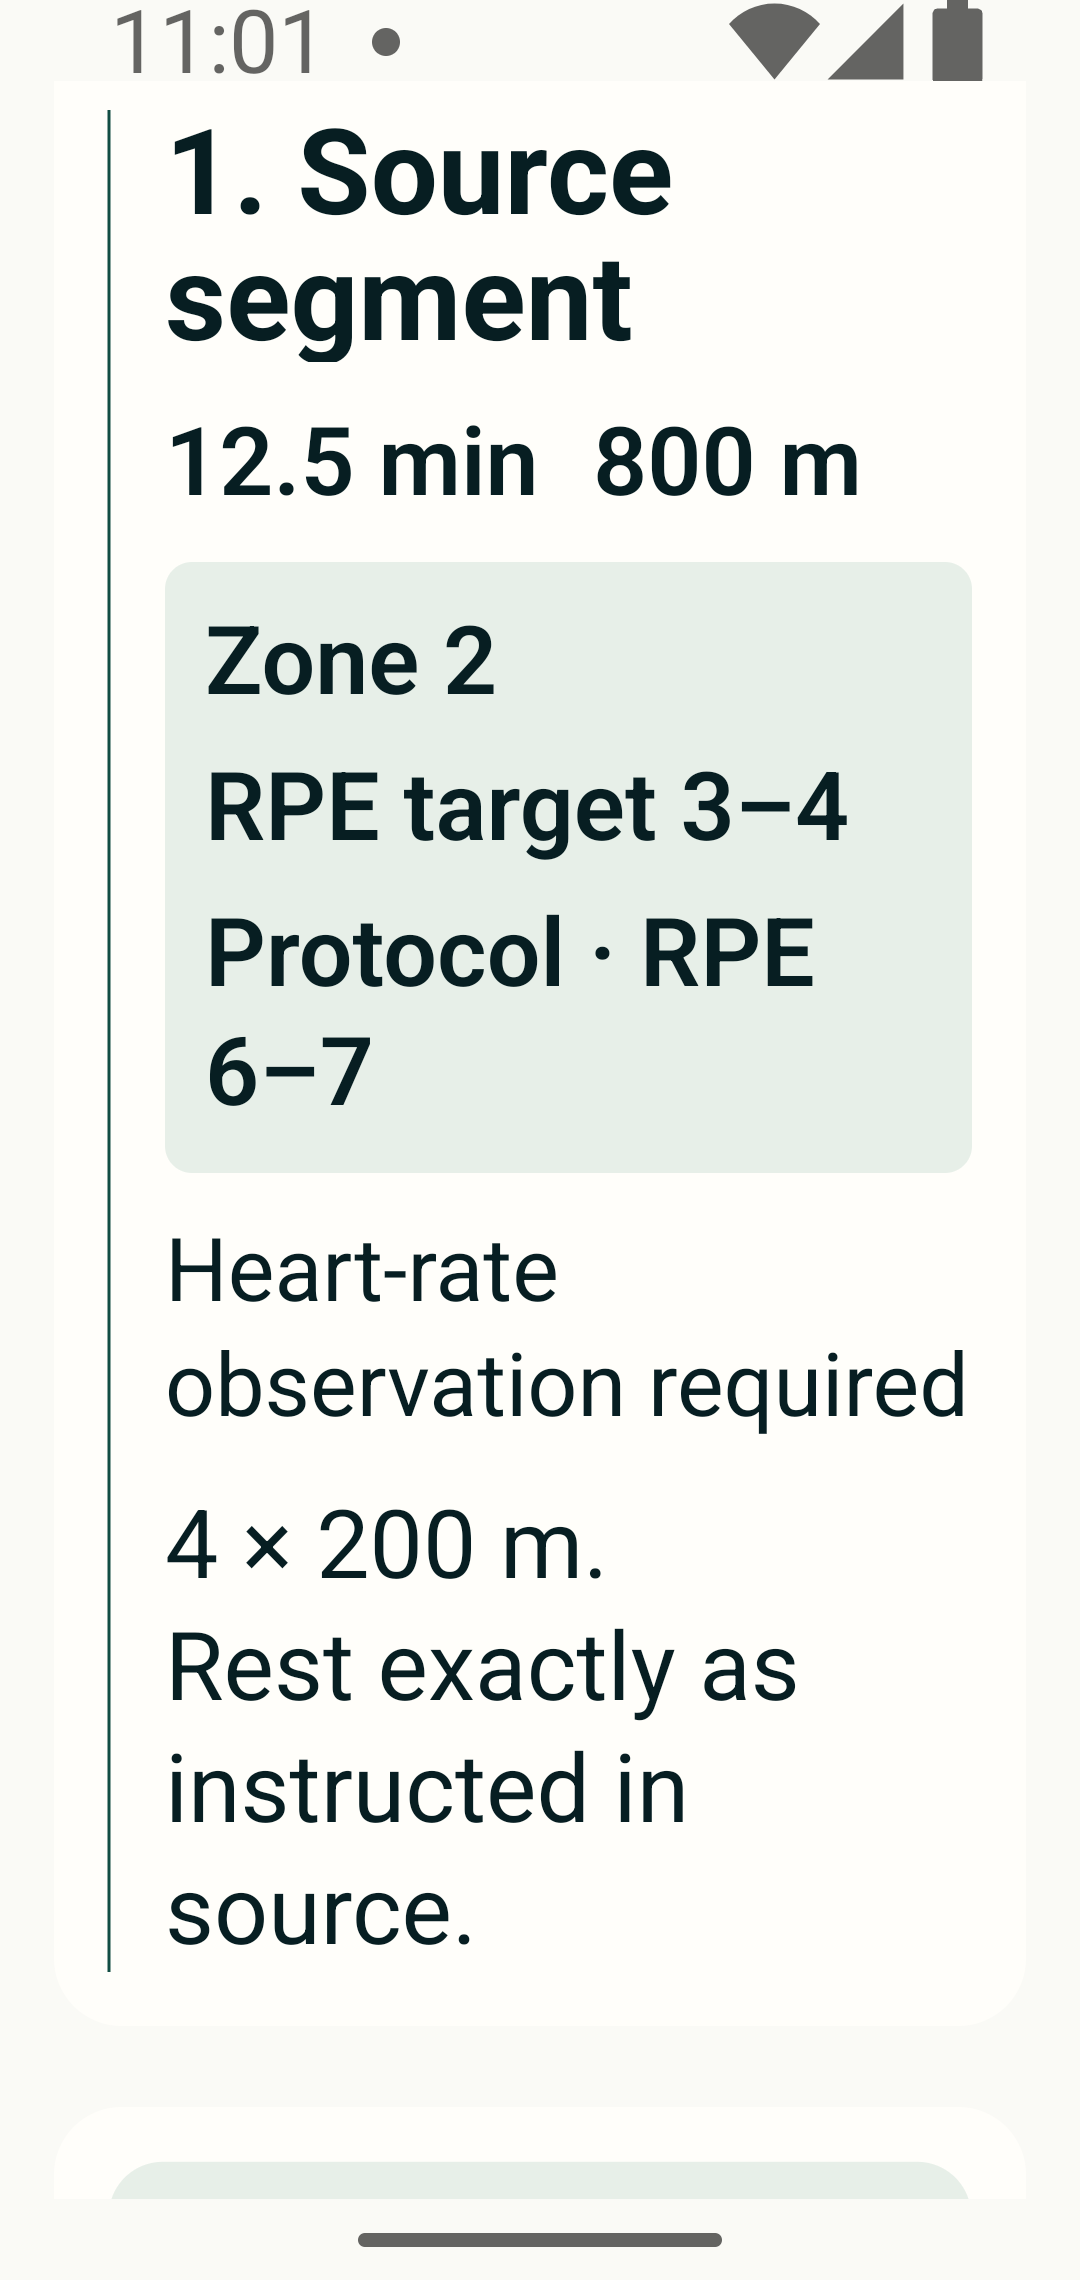 11:01
1. Source
segment
12.5 min 800 m
Zone 2
RPE target 3–4
Protocol · RPE
6–7
Heart-rate
observation required
4 × 200 m.
Rest exactly as
instructed in
source.